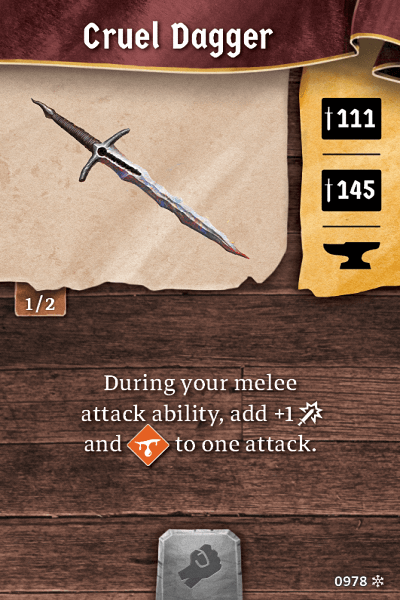 Cruel Dagger
111
145
1/2
During your melee
attack ability, add +1
and to one attack.
0978